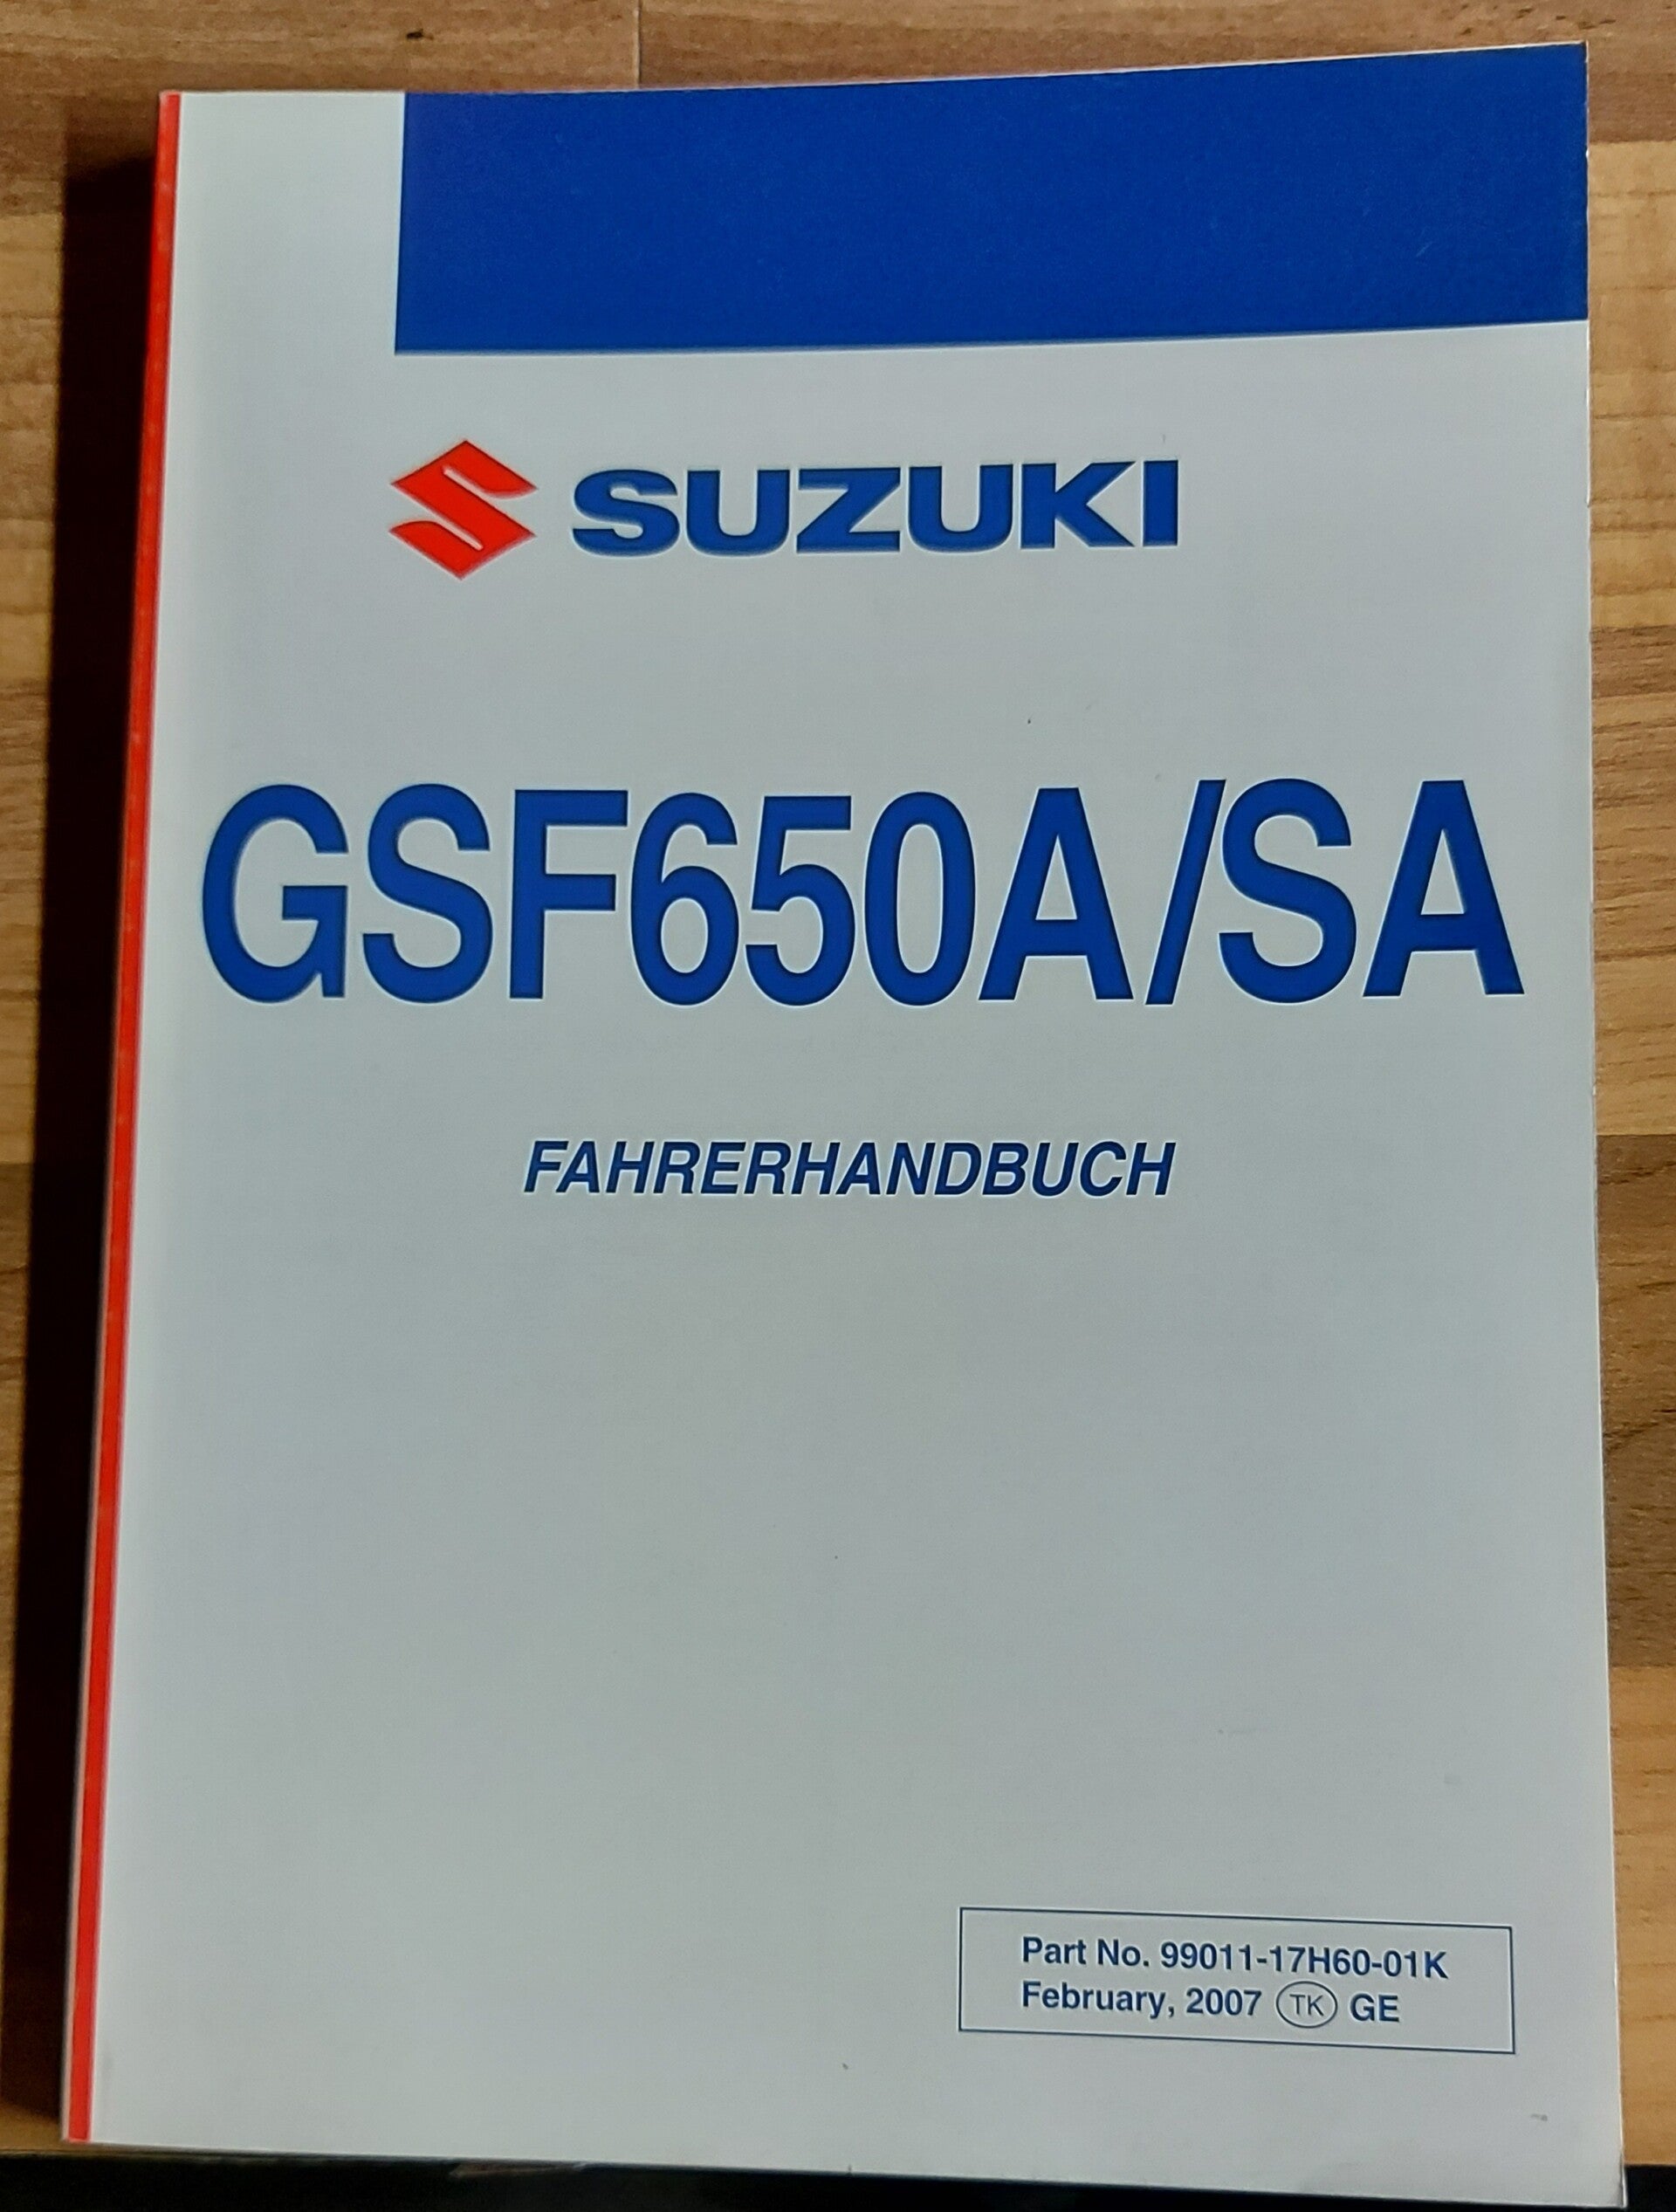 SUZUKI
GSF650A/SA
FAHRERHANDBUCH
Part No. 99011-17H60-01K
February, 2007 TK GE